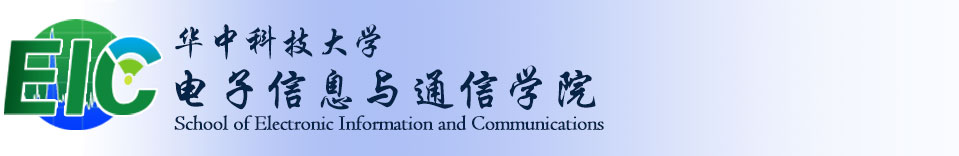 EIC
华中科技大学
电子信息与通信学院
School of Electronic Information and Communications